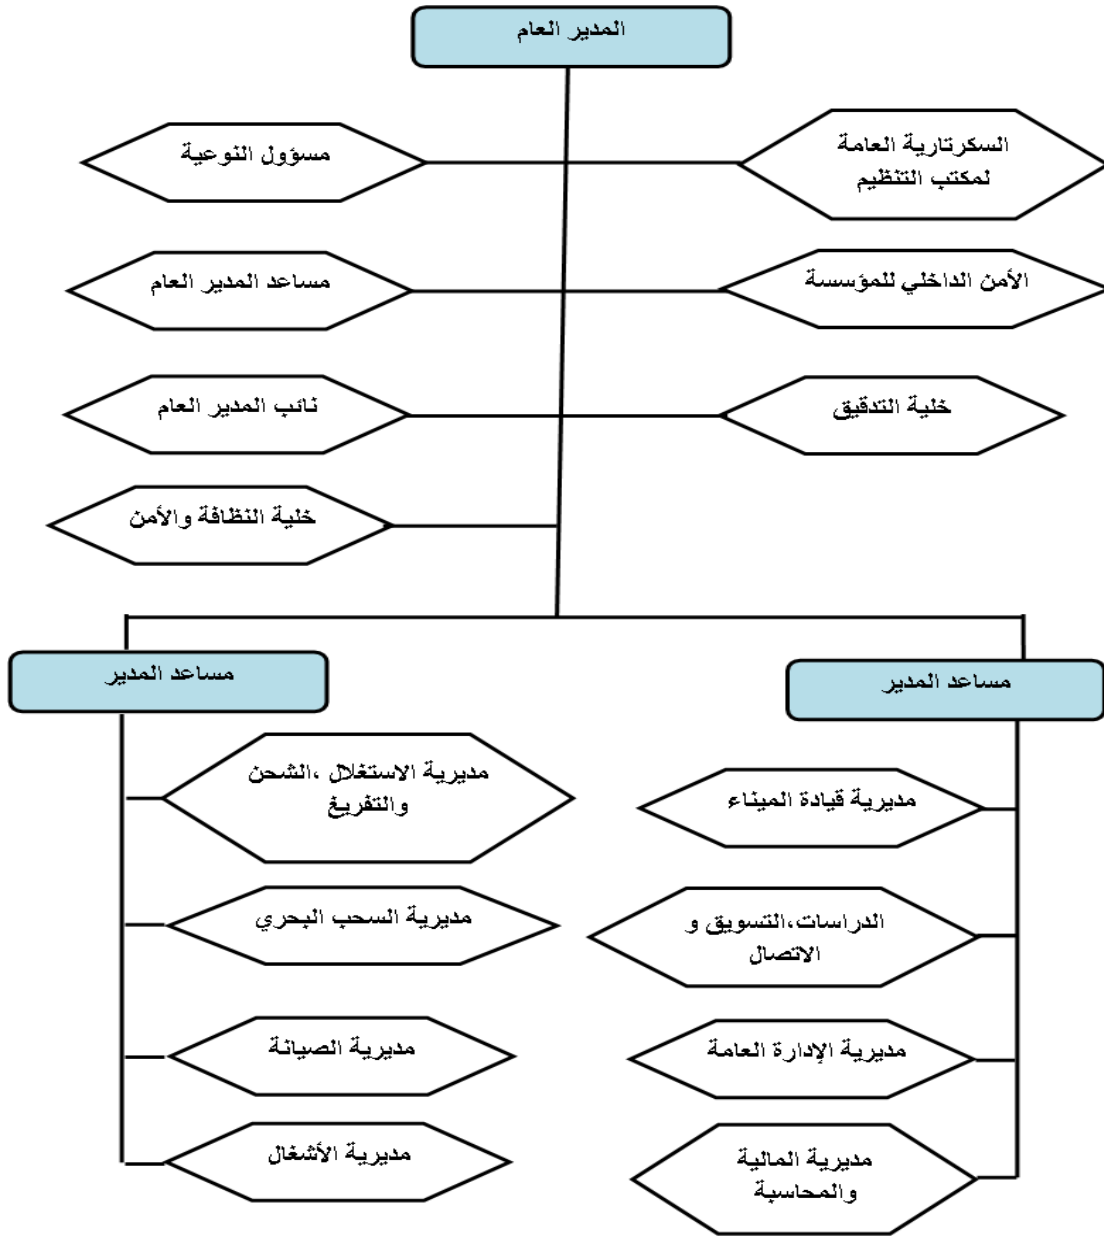 المدير العام
السكرتارية العامة
لمكتب التنظيم
مسؤول النوعية
الأمن الداخلي للمؤسسة
مساعد المدير العام
خلية التدقيق
نائب المدير العام
خلية النظافة والأمن
مساعد المدير
مساعد المدير
مديرية قيادة الميناء
الدراسات،التسويق و
الاتصال
مديرية الإدارة العامة
مديرية المالية
والمحاسبة
مديرية الاستغلال ،الشحن
والتفريغ
مديرية السحب البحري
مديرية الصيانة
مديرية الأشغال